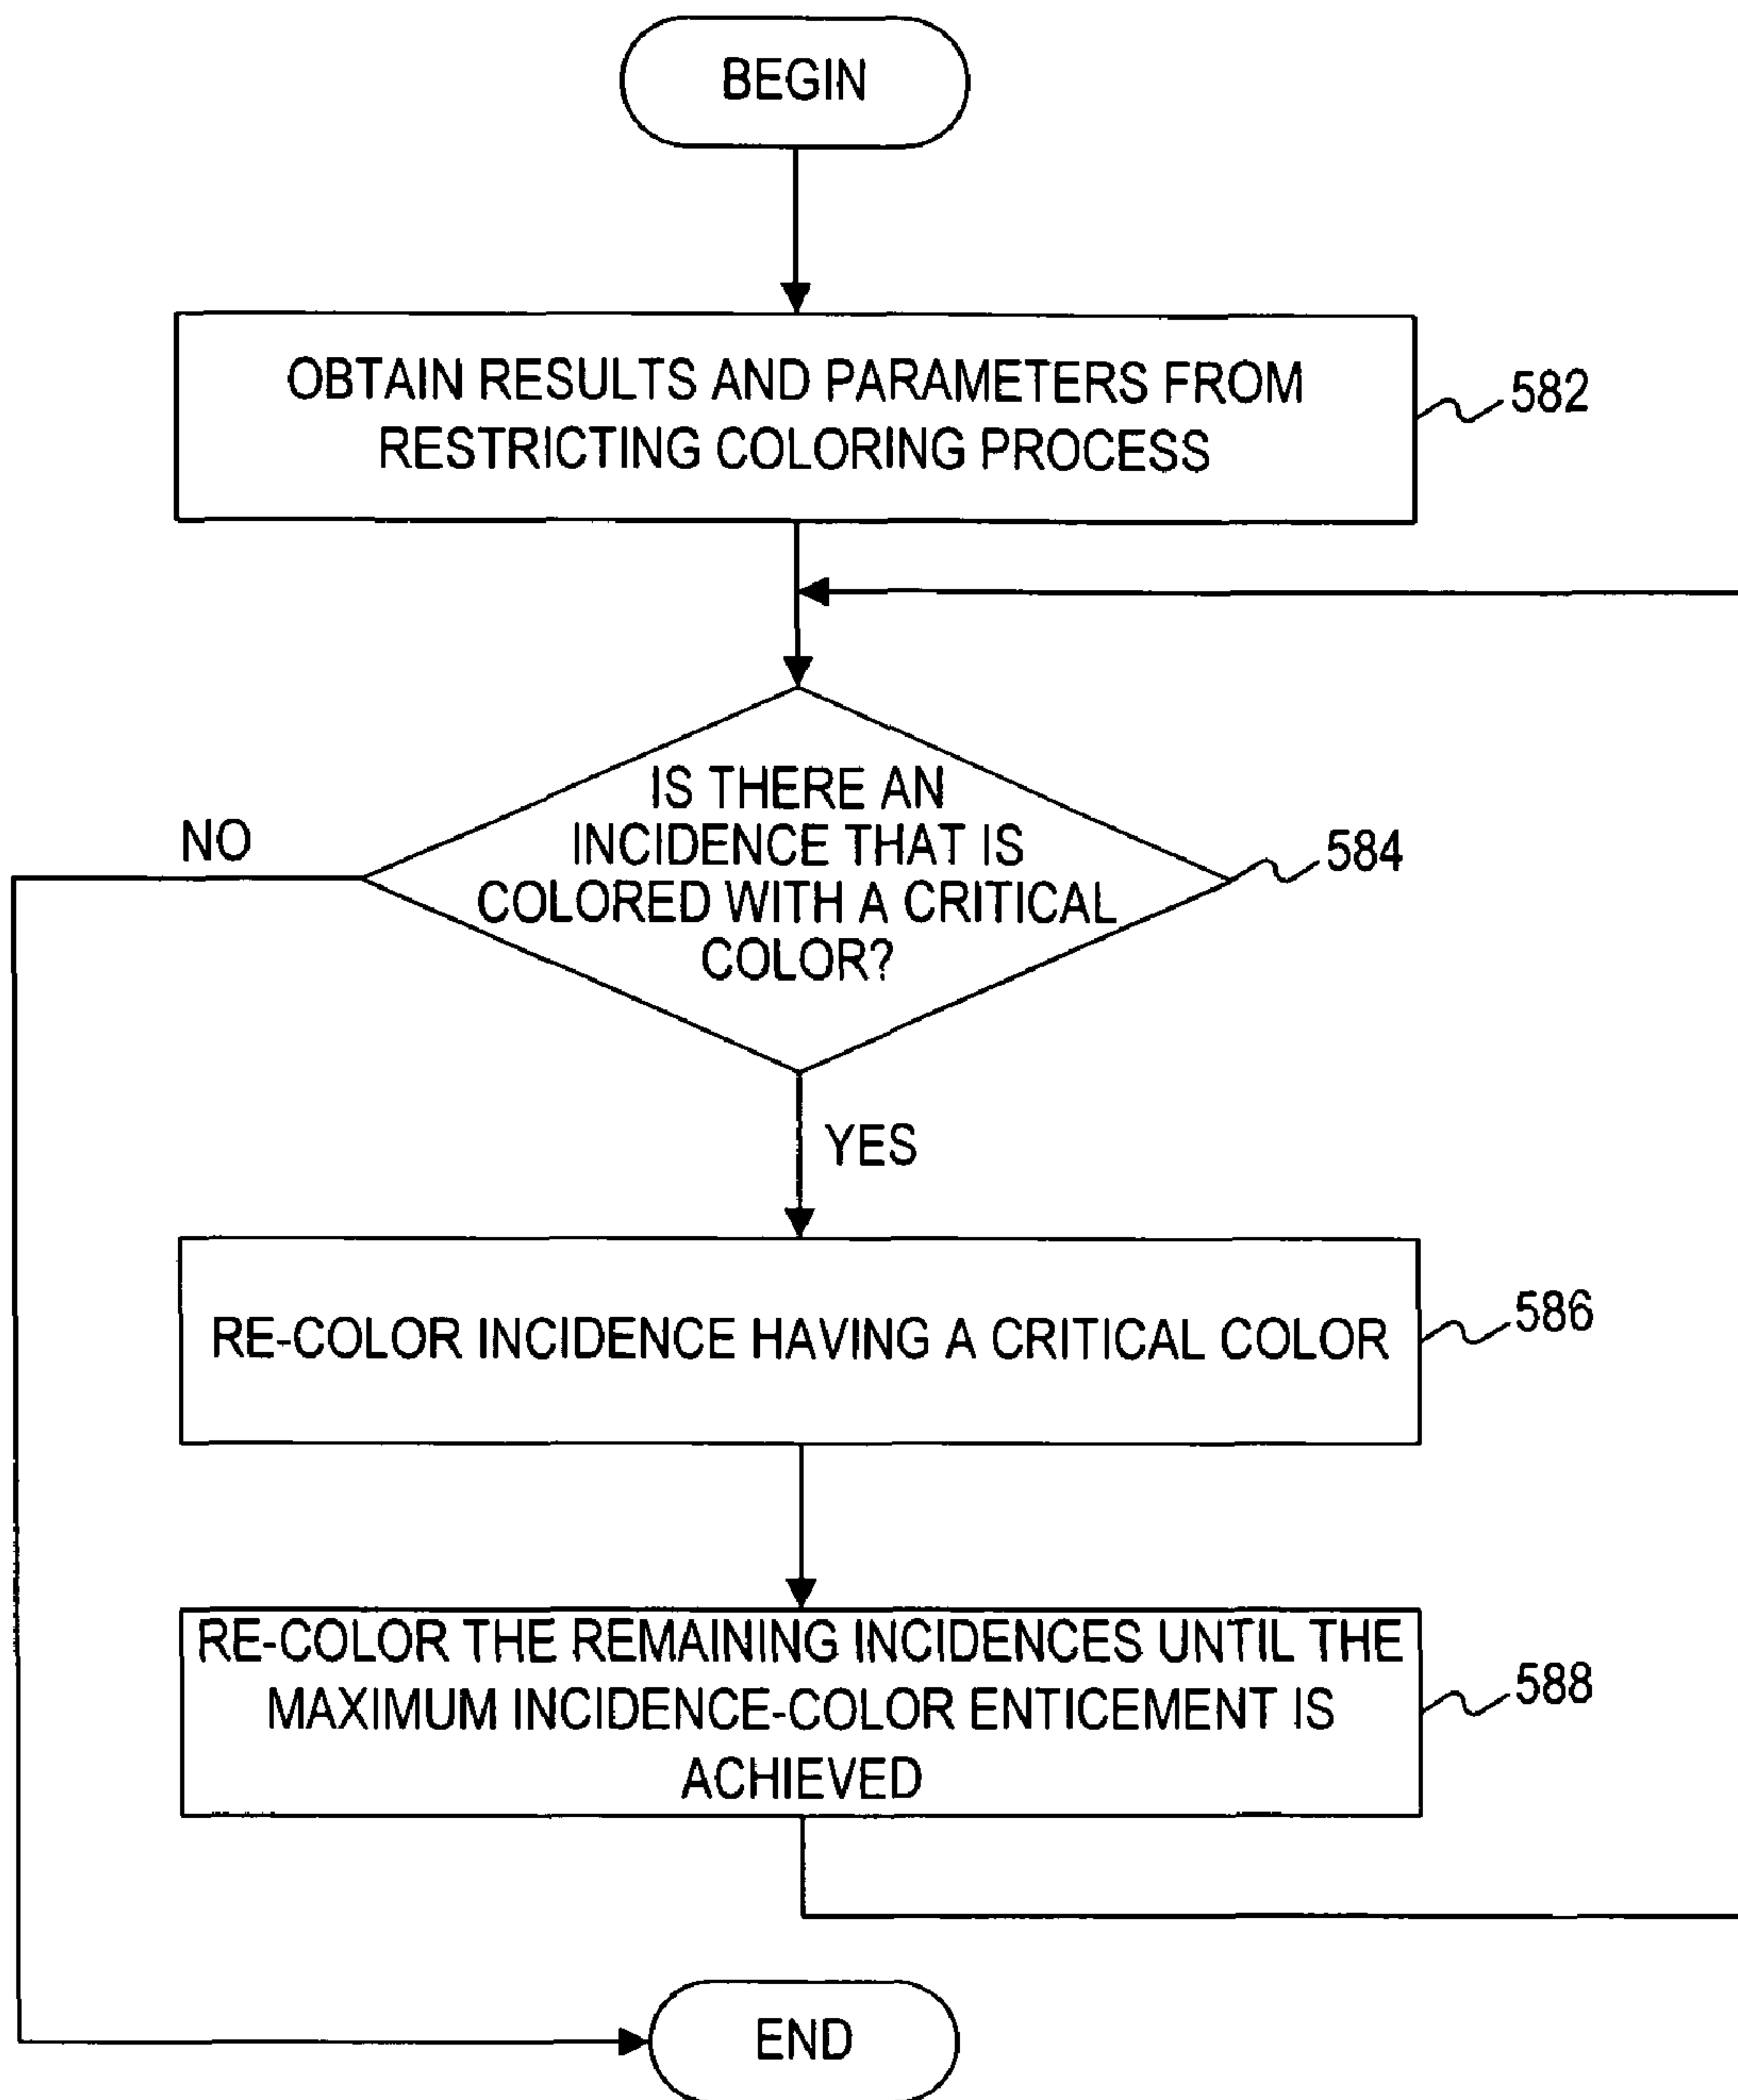 BEGIN
OBTAIN RESULTS AND PARAMETERS FROM
RESTRICTING COLORING PROCESS
582
IS THERE AN
INCIDENCE THAT IS
COLORED WITH A CRITICAL
COLOR?
584
NO
YES
RE-COLOR INCIDENCE HAVING A CRITICAL COLOR
586
RE-COLOR THE REMAINING INCIDENCES UNTIL THE
MAXIMUM INCIDENCE-COLOR ENTICEMENT IS
ACHIEVED
588
END